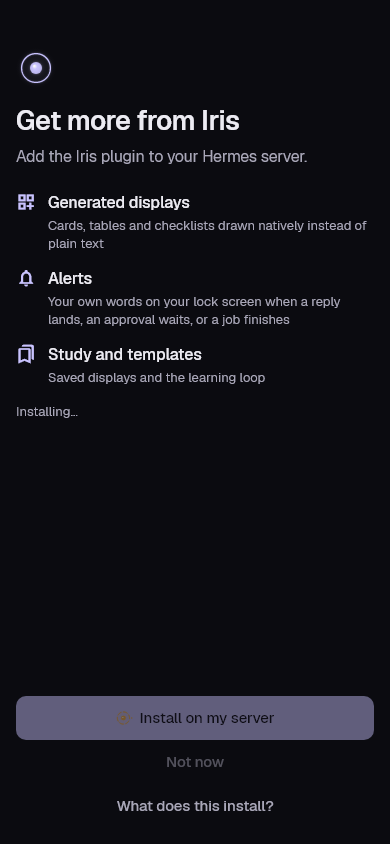 Get more from Iris
Add the Iris plugin to your Hermes server.
Generated displays
Cards, tables and checklists drawn natively instead of
plain text
Alerts
Your own words on your lock screen when a reply
lands, an approval waits, or a job finishes
Study and templates
Saved displays and the learning loop
Installing…
Install on my server
Not now
What does this install?